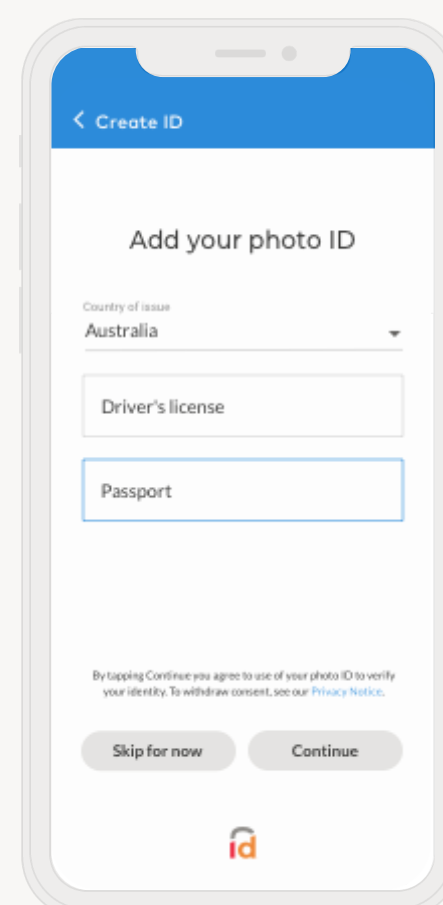 Create ID
Add your photo ID
Country of issue
Australia
Driver's license
Passport
By tapping Continue you agree to use of your photo ID to verify
your identity. To withdraw consent, see our Privacy Notice.
Skip for now
Continue
id